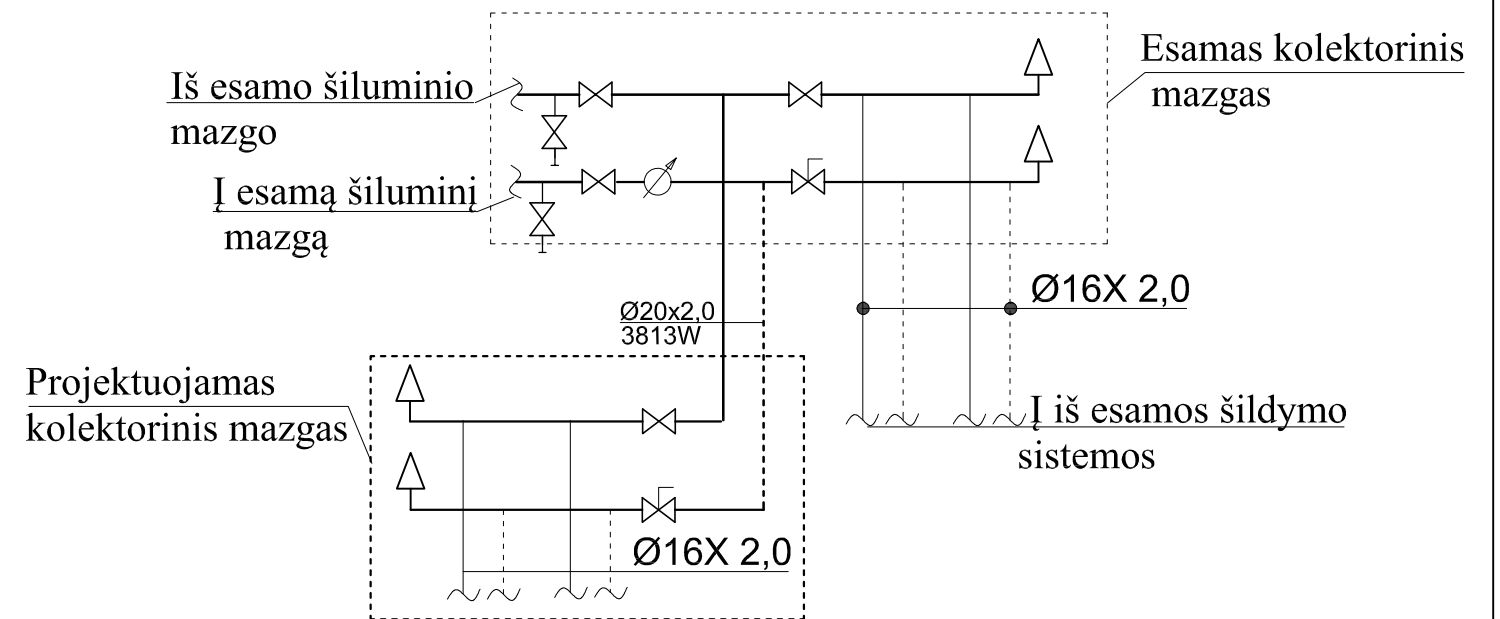 Iš esamo šiluminio
mazgo
Į esamą šiluminį
mazgą
Esamas kolektorinis
mazgas
Ø16X 2,0
Ø20x2,0
3813W
Projektuojamas
kolektorinis mazgas
Į iš esamos šildymo
sistemos
Ø16X 2,0